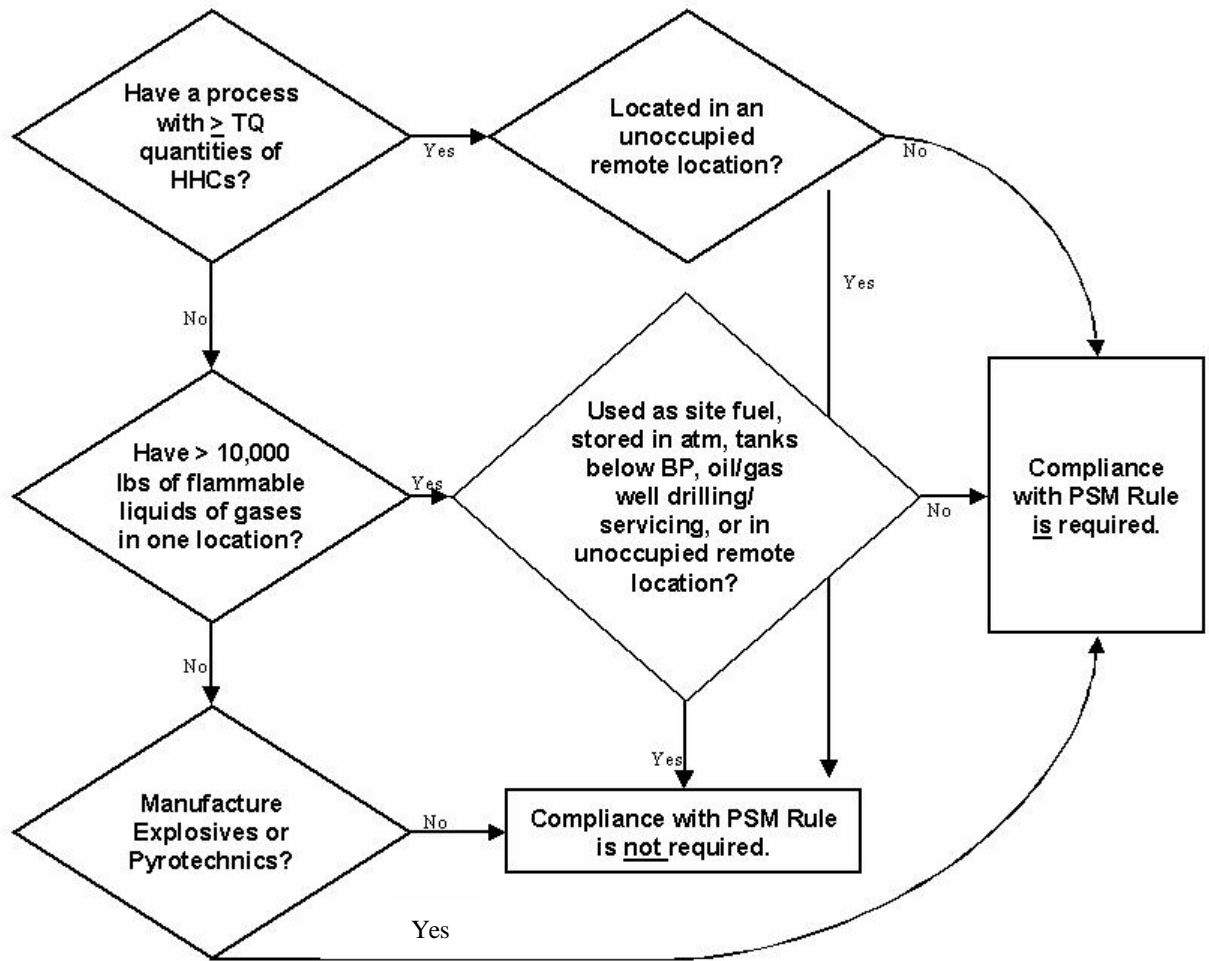 Have a process
with ≥ TQ
quantities of
HHCs?
Yes
Located in an
unoccupied
remote location?
No
Yes
No
Have > 10,000
lbs of flammable
liquids of gases
in one location?
Yes
Used as site fuel,
stored in atm, tanks
below BP, oil/gas
well drilling/
servicing, or in
unoccupied remote
location?
No
Compliance
with PSM Rule
is required.
No
Yes
Manufacture
Explosives or
Pyrotechnics?
No
Compliance with PSM Rule
is not required.
Yes